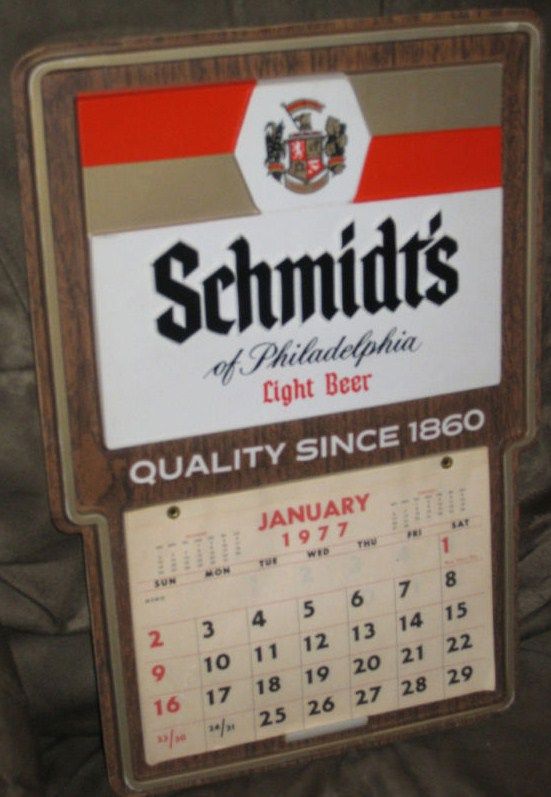 Schmidt's
of Philadelphia
Light Beer
QUALITY SINCE 1860
JANUARY
1977
SUN MON TUE WED THU FRI SAT
1
2 3 4 5 6 7 8
9 10 11 12 13 14 15
16 17 18 19 20 21 22
23/30 24/31 25 26 27 28 29